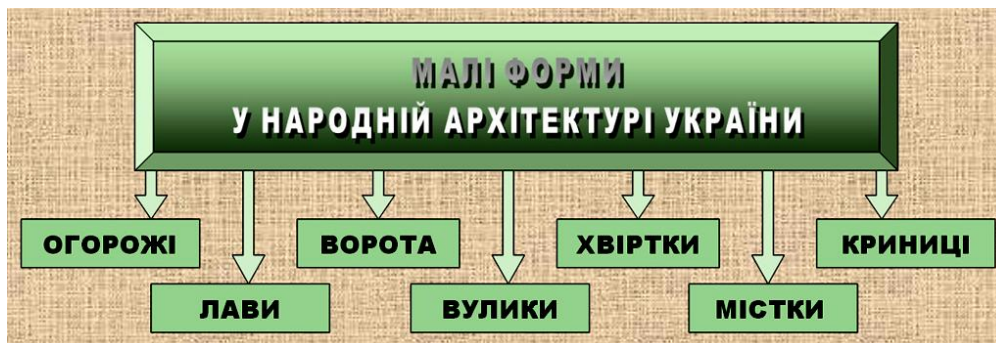 МАЛІ ФОРМИ
У НАРОДНІЙ АРХІТЕКТУРІ УКРАЇНИ
ОГОРОЖІ
ВОРОТА
ХВІРТКИ
КРИНИЦІ
ЛАВИ
ВУЛИКИ
МІСТКИ